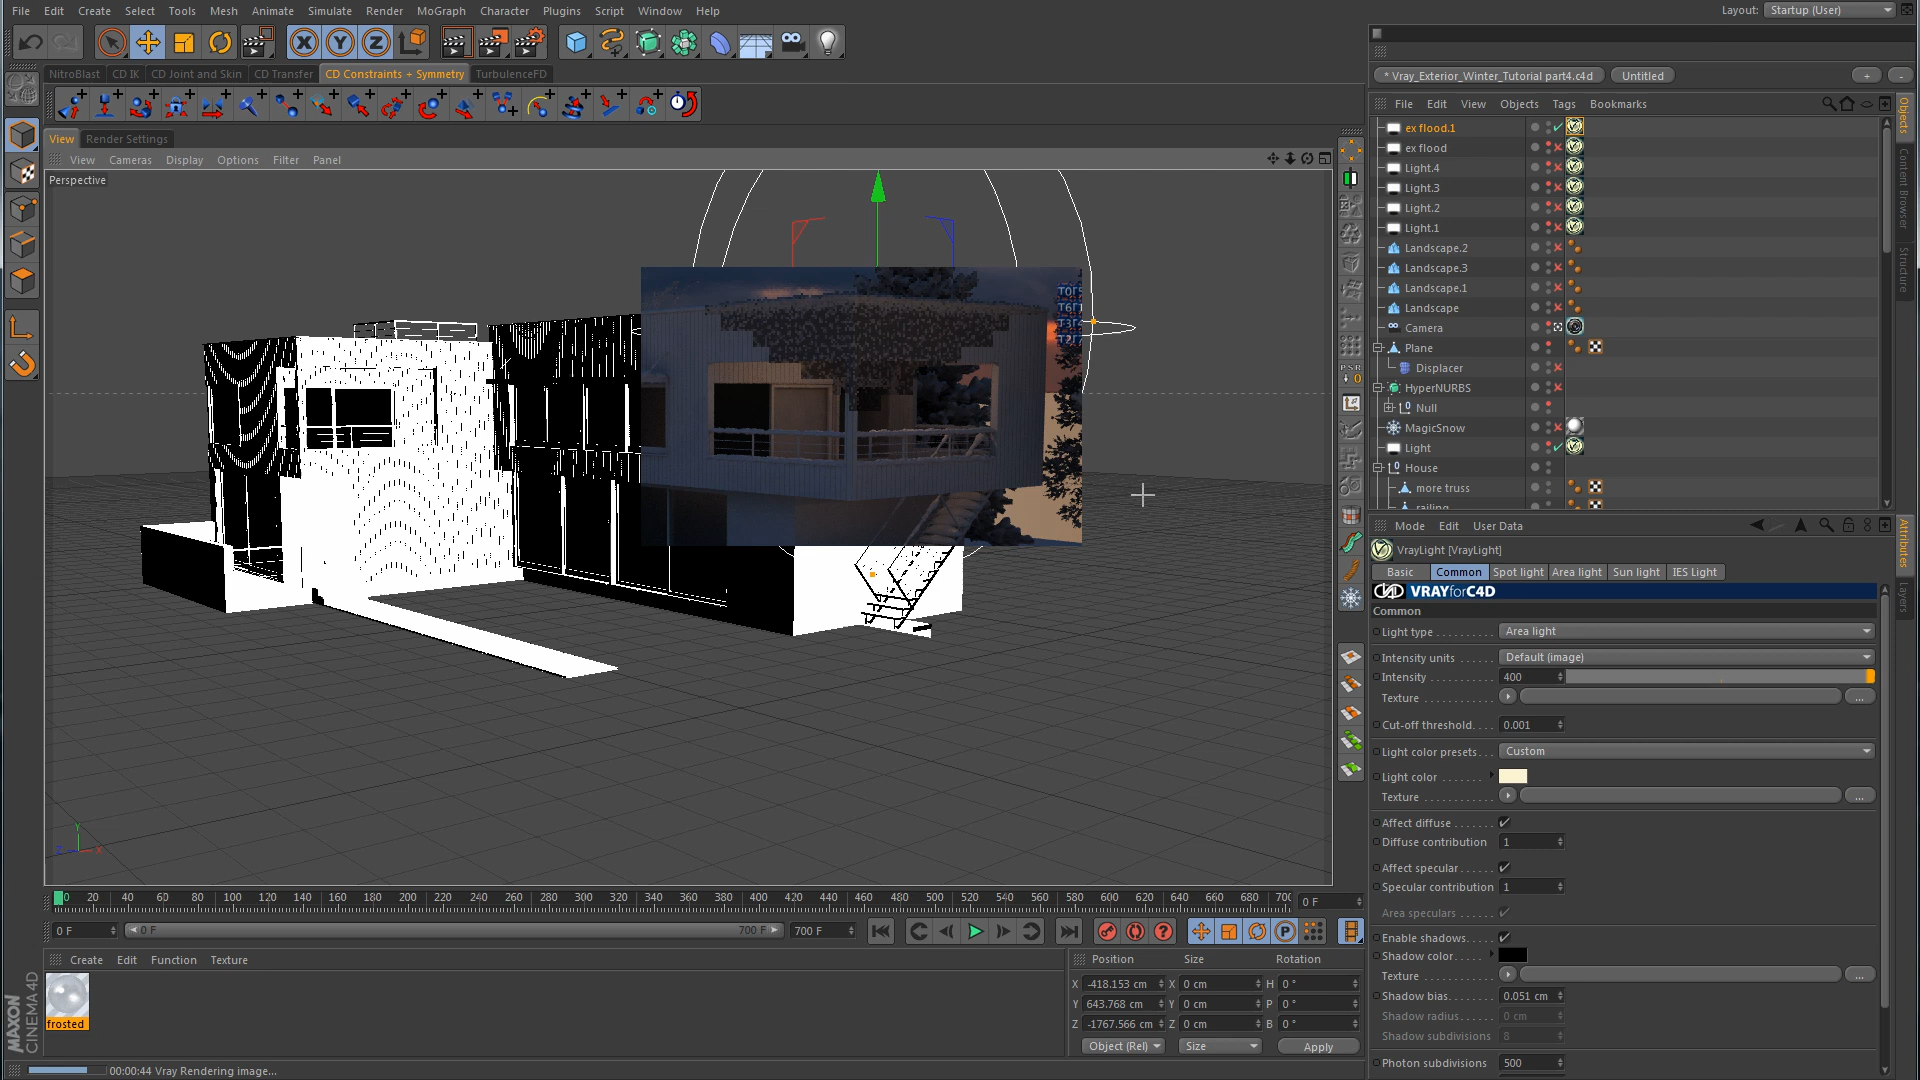 File Edit Create Select Tools Mesh Animate Simulate Render MoGraph Character Plugins Script Window Help
Layout: Startup (User)
NitroBlast CD IK CD Joint and Skin CD Transfer CD Constraints + Symmetry TurbulenceFD
* Vray_Exterior_Winter_Tutorial part4.c4d Untitled + -
File Edit View Objects Tags Bookmarks
View Render Settings
View Cameras Display Options Filter Panel
Perspective
ex flood.1
ex flood
Light.4
Light.3
Light.2
Light.1
Landscape.2
Landscape.3
Landscape.1
Landscape
Camera
Plane
Displacer
HyperNURBS
Null
MagicSnow
Light
House
more truss
railing
Objects
Content Browser
Structure
P S R
0
Mode Edit User Data
VrayLight [VrayLight]
Basic Common Spot light Area light Sun light IES Light
VRAYforC4D
Common
Light type Area light
Intensity units Default (image)
Intensity 400
Texture ...
Cut-off threshold 0.001
Light color presets Custom
Light color
Texture ...
Affect diffuse
Diffuse contribution 1
Affect specular
Specular contribution 1
Area speculars
Enable shadows
Shadow color
Texture ...
Shadow bias 0.051 cm
Shadow radius 0 cm
Shadow subdivisions 8
Photon subdivisions 500
Attributes
Layers
Y
Z X
0 20 40 60 80 100 120 140 160 180 200 220 240 260 280 300 320 340 360 380 400 420 440 460 480 500 520 540 560 580 600 620 640 660 680 700 0 F
0 F 0 F 700 F 700 F
Create Edit Function Texture
frosted
Position Size Rotation
X -418.153 cm X 0 cm H 0 °
Y 643.768 cm Y 0 cm P 0 °
Z -1767.566 cm Z 0 cm B 0 °
Object (Rel) Size Apply
MAXON
CINEMA 4D
00:00:44 Vray Rendering image...